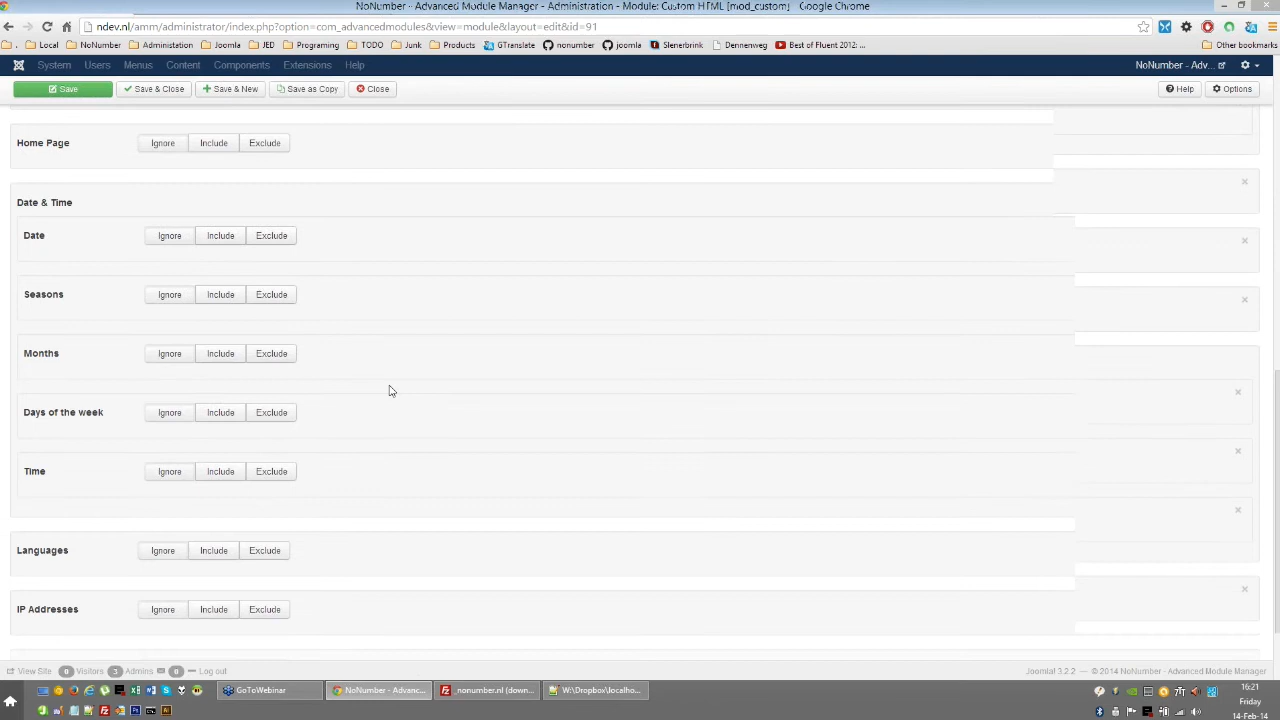 NoNumber - Advanced Module Manager - Administration - Module: Custom HTML [mod_custom] - Google Chrome
ndev.nl/amm/administrator/index.php?option=com_advancedmodules&view=module&layout=edit&id=91
Local NoNumber Administation JED Programing TODO Junk Products GTranslate nonumber joomla Slenerbrink Dennenweg Best of Fluent 2012: ... Other bookmarks
System Users Menus Content Components Extensions Help NoNumber - Adv...
Save Save & Close Save & New Save as Copy Close Help Options
Home Page Ignore Include Exclude
Date & Time
Date Ignore Include Exclude
Seasons Ignore Include Exclude
Months Ignore Include Exclude
Days of the week Ignore Include Exclude
Time Ignore Include Exclude
Languages Ignore Include Exclude
IP Addresses Ignore Include Exclude
View Site 0 Visitors 3 Admins 0 Log out Joomla! 3.2.2 — © 2014 NoNumber - Advanced Module Manager
GoToWebinar NoNumber - Advanc... _nonumber.nl (down... W:\Dropbox\localho...
16:21
Friday
14-Feb-14